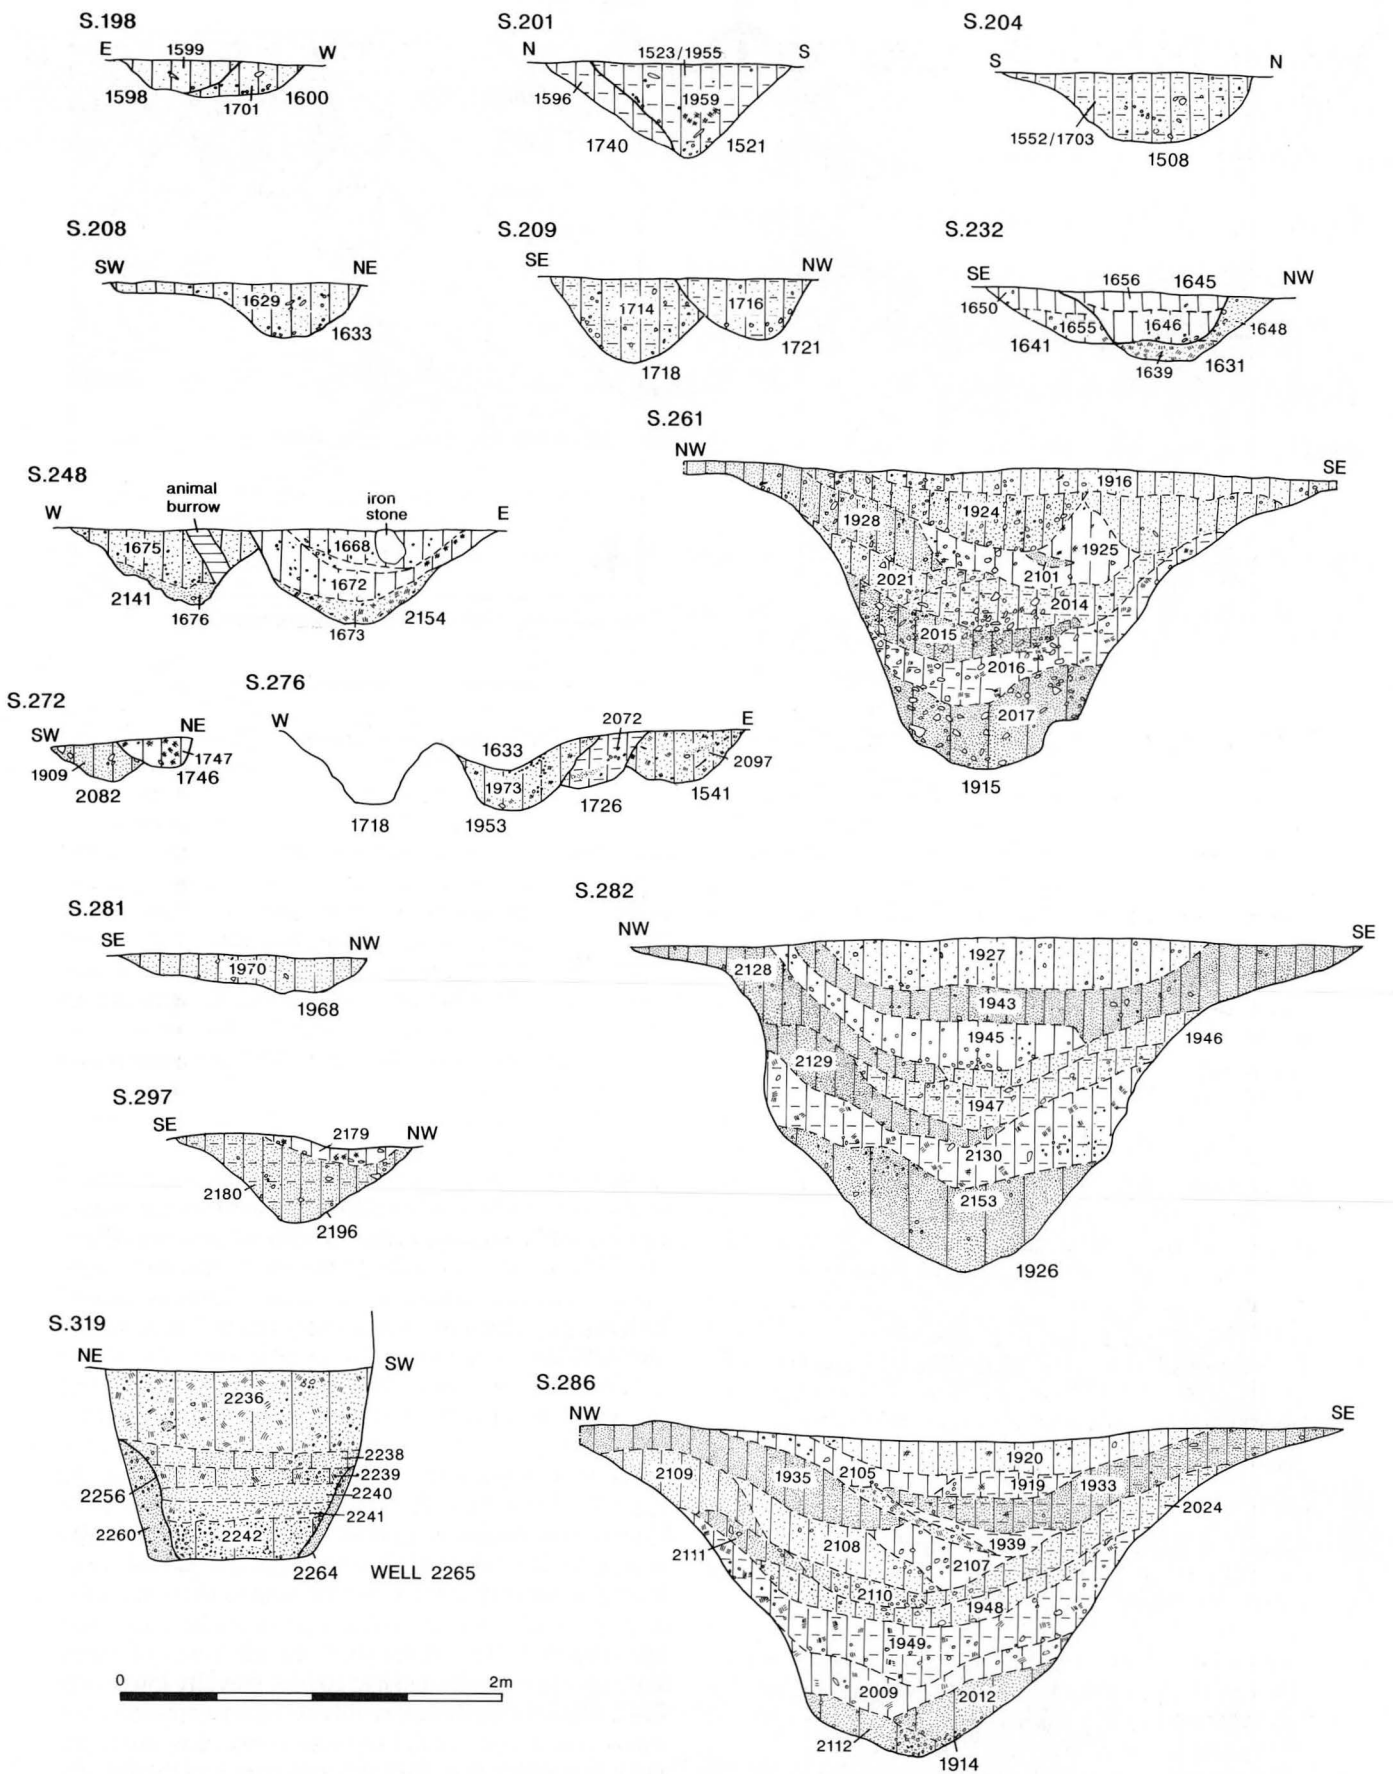 S.198
E 1599 W
1598 1701 1600
S.201
N 1523/1955 S
1596 1959
1740 1521
S.204
S N
1552/1703
1508
S.208
SW NE
1629
1633
S.209
SE NW
1714 1716
1721
1718
S.232
SE 1656 1645 NW
1650
1655 1646 1648
1641
1639 1631
S.248
W animal burrow iron stone E
1675 1668
1672
2141
1676 1673 2154
S.261
NW SE
1916
1924
1928
1925
2021 2101
2014
2015
2016
2017
1915
S.272
SW NE
1747
1909 1746
2082
S.276
W 2072 E
1633
2097
1973
1726 1541
1718 1953
S.281
SE NW
1970
1968
S.282
NW SE
1927
2128
1943
1945 1946
2129
1947
2130
2153
1926
S.297
SE 2179 NW
2180
2196
S.319
NE SW
2236
2238
2239
2256 2240
2241
2260 2242
2264 WELL 2265
0 2m
S.286
NW SE
1920
2109 1935 2105 1919 1933
2024
2108 1939
2111 2107
2110 1948
1949
2009 2012
2112
1914